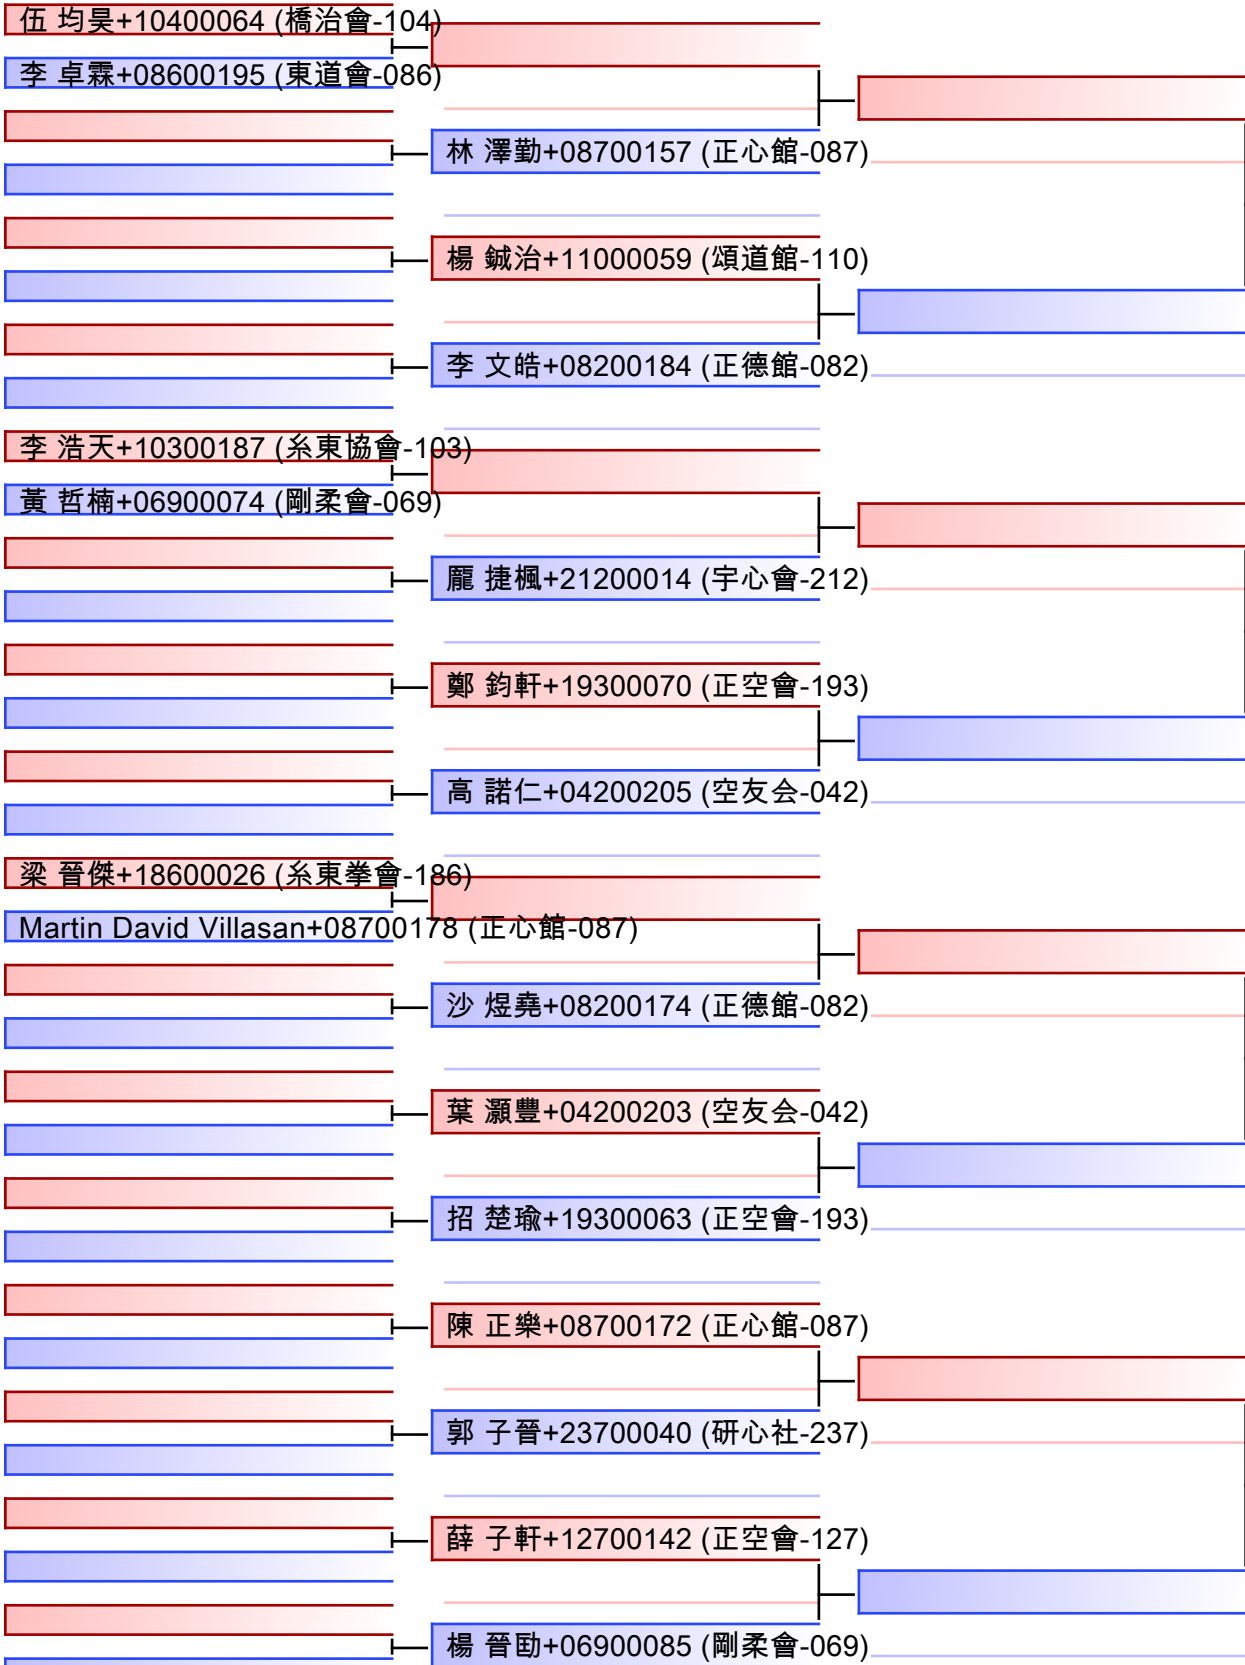 伍 均昊+10400064 (橋治會-104)
李 卓霖+08600195 (東道會-086)
林 澤勤+08700157 (正心館-087)
楊 鋮治+11000059 (頌道館-110)
李 文皓+08200184 (正德館-082)
李 浩天+10300187 (糸東協會-103)
黃 哲楠+06900074 (剛柔會-069)
龎 捷楓+21200014 (宇心會-212)
鄭 鈞軒+19300070 (正空會-193)
高 諾仁+04200205 (空友会-042)
梁 晉傑+18600026 (糸東拳會-186)
Martin David Villasan+08700178 (正心館-087)
沙 煜堯+08200174 (正德館-082)
葉 灝豐+04200203 (空友会-042)
招 楚瑜+19300063 (正空會-193)
陳 正樂+08700172 (正心館-087)
郭 子晉+23700040 (研心社-237)
薛 子軒+12700142 (正空會-127)
楊 晉劻+06900085 (剛柔會-069)